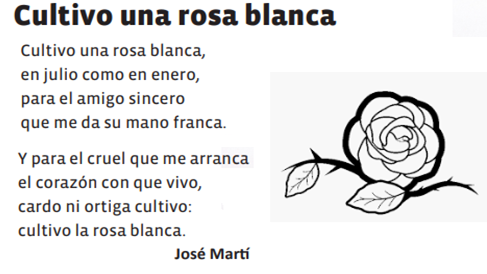 Cultivo una rosa blanca
Cultivo una rosa blanca,
en julio como en enero,
para el amigo sincero
que me da su mano franca.
Y para el cruel que me arranca
el corazón con que vivo,
cardo ni ortiga cultivo:
cultivo la rosa blanca.
José Martí